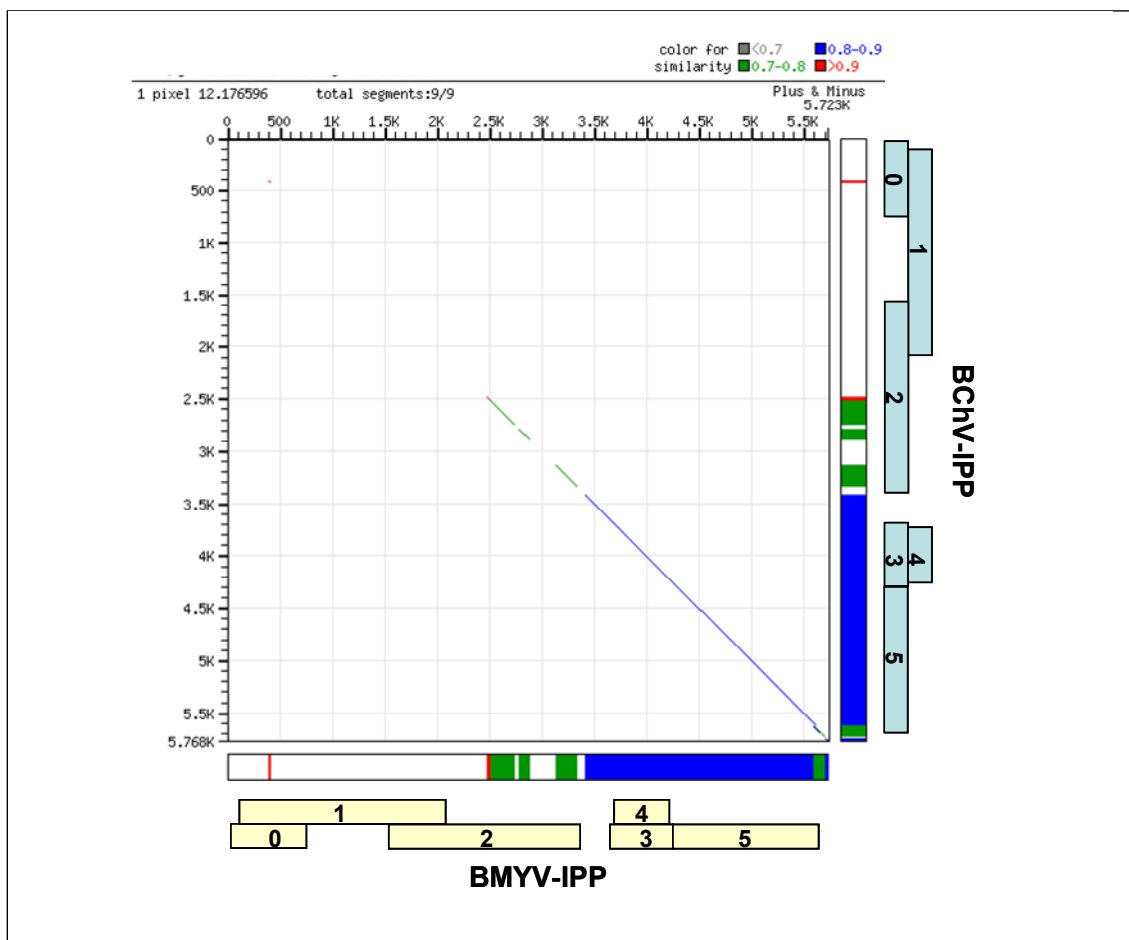 color for <0.7 0.8-0.9
similarity 0.7-0.8 >0.9
1 pixel 12.176596 total segments:9/9 Plus & Minus
5.723K
0 500 1K 1.5K 2K 2.5K 3K 3.5K 4K 4.5K 5K 5.5K
0
500
1K
1.5K
2K
2.5K
3K
3.5K
4K
4.5K
5K
5.5K
5.768K
0
1
2
3
4
5
BChV-IPP
1 4
0 2 3 5
BMYV-IPP